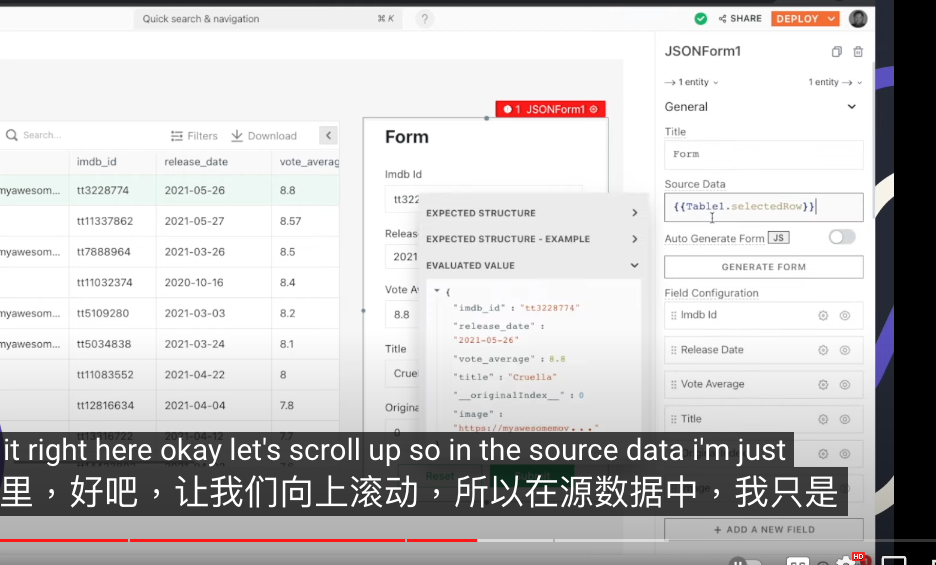 Quick search & navigation
⌘ K
?
SHARE
DEPLOY
JSONForm1
1 entity
1 entity
General
Title
Form
Source Data
{{Table1.selectedRow}}
Auto Generate Form JS
GENERATE FORM
Field Configuration
Imdb Id
Release Date
Vote Average
Title
+ ADD A NEW FIELD
Search...
Filters
Download
imdb_id release_date vote_averag
myawesom... tt3228774 2021-05-26 8.8
tt11337862 2021-05-27 8.57
myawesom... tt7888964 2021-03-26 8.5
tt11032374 2020-10-16 8.4
myawesom... tt5109280 2021-03-03 8.2
myawesom... tt5034838 2021-03-24 8.1
tt11083552 2021-04-22 8
tt12816634 2021-04-04 7.8
1 JSONForm1
Form
Imdb Id
tt322
Releas
2021
Vote Av
8.8
Title
Crue
Origina
0
Reset
EXPECTED STRUCTURE
EXPECTED STRUCTURE - EXAMPLE
EVALUATED VALUE
{
"imdb_id" : "tt3228774"
"release_date" :
"2021-05-26"
"vote_average" : 8.8
"title" : "Cruella"
"__originalIndex__" : 0
"image" :
"https://myawesomemov..."
it right here okay let's scroll up so in the source data i'm just
里，好吧，让我们向上滚动，所以在源数据中，我只是
HD